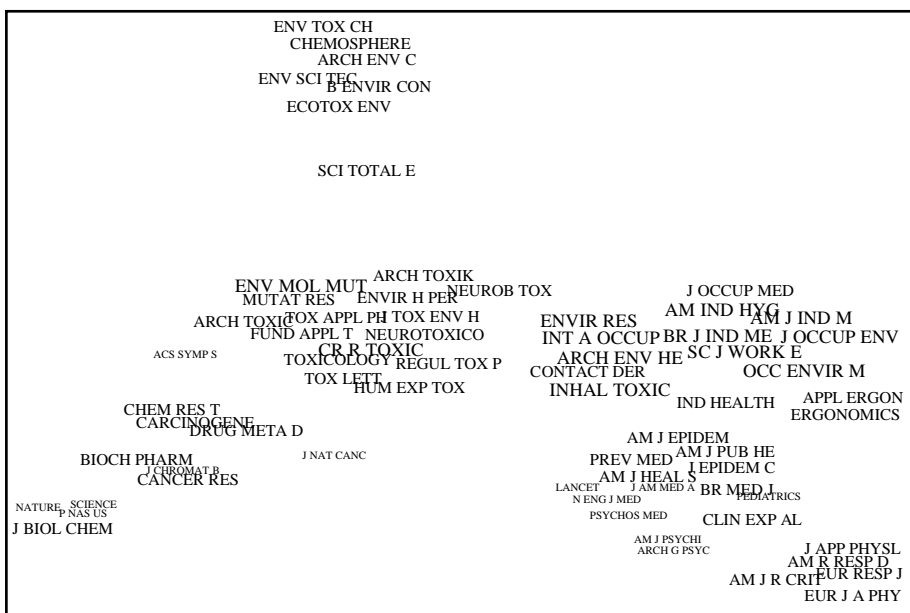 ENV TOX CH
CHEMOSPHERE
ARCH ENV C
ENV SCI TEC
B ENVIR CON
ECOTOX ENV
SCI TOTAL E
ARCH TOXIK
ENV MOL MUT
NEUROB TOX
J OCCUP MED
MUTAT RES
ENVIR H PER
AM IND HYG
TOX APPL PH
J TOX ENV H
AM J IND M
ARCH TOXIC
ENVIR RES
FUND APPL T
NEUROTOXICO
INT A OCCUP
BR J IND ME
J OCCUP ENV
CR R TOXIC
SC J WORK E
ACS SYMP S
TOXICOLOGY
ARCH ENV HE
REGUL TOX P
CONTACT DER
OCC ENVIR M
TOX LETT
HUM EXP TOX
INHAL TOXIC
APPL ERGON
IND HEALTH
CHEM RES T
ERGONOMICS
CARCINOGENE
DRUG META D
AM J EPIDEM
J NAT CANC
AM J PUB HE
BIOCH PHARM
PREV MED
J CHROMAT B
J EPIDEM C
CANCER RES
AM J HEAL S
LANCET
J AM MED A
BR MED J
PEDIATRICS
N ENG J MED
NATURE
SCIENCE
P NAS US
PSYCHOS MED
CLIN EXP AL
J BIOL CHEM
AM J PSYCHI
ARCH G PSYC
J APP PHYSL
AM R RESP D
EUR RESP J
AM J R CRIT
EUR J A PHY